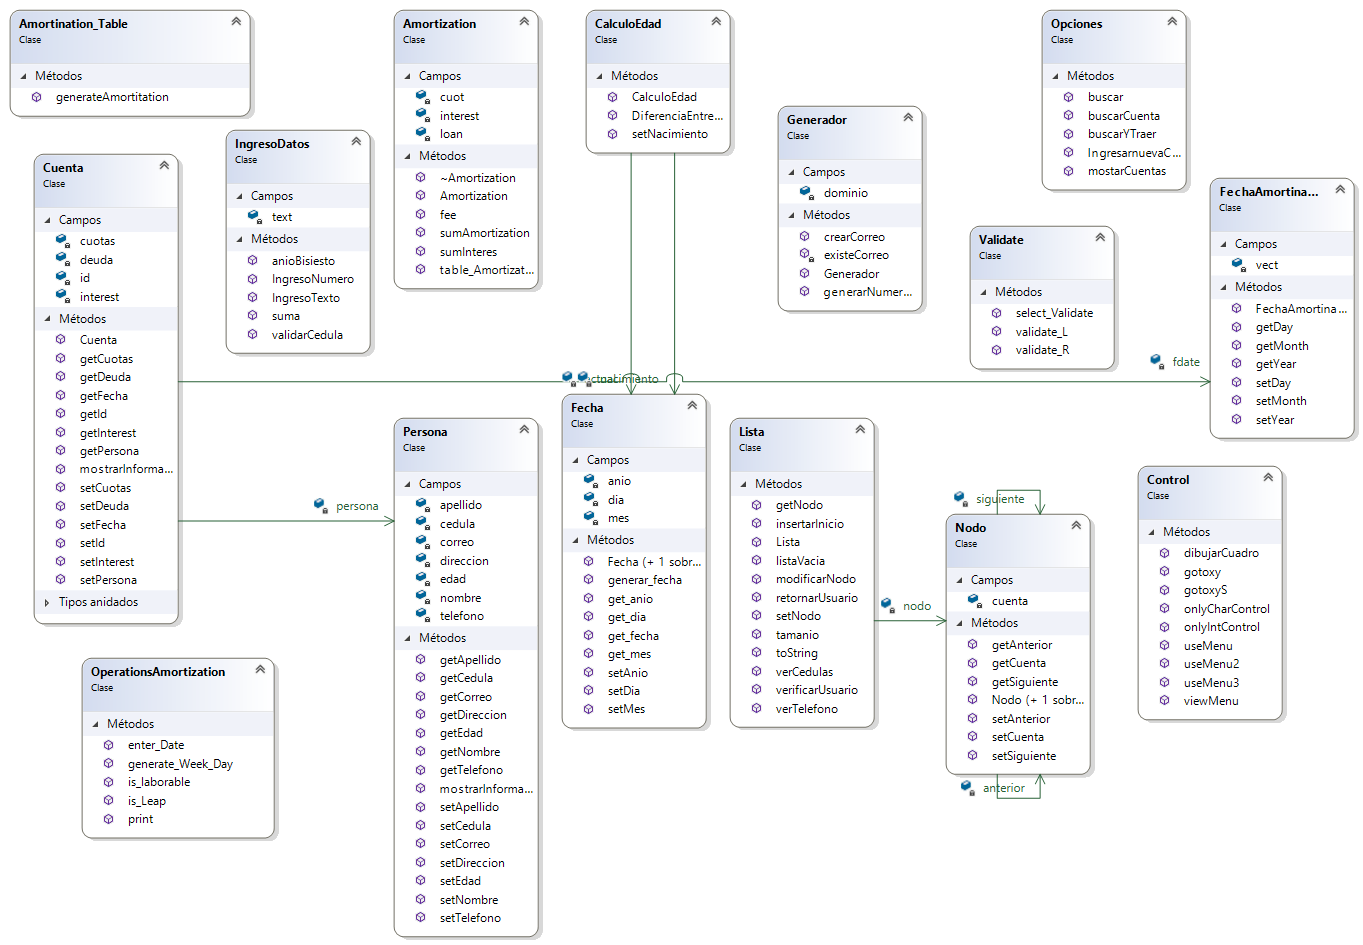 Amortination_Table
Clase
Métodos
generateAmortitation
Cuenta
Clase
Campos
cuotas
deuda
id
interest
Métodos
Cuenta
getCuotas
getDeuda
getFecha
getId
getInterest
getPersona
mostrarInforma...
setCuotas
setDeuda
setFecha
setId
setInterest
setPersona
Tipos anidados
IngresoDatos
Clase
Campos
text
Métodos
anioBisiesto
IngresoNumero
IngresoTexto
suma
validarCedula
Amortization
Clase
Campos
cuot
interest
loan
Métodos
~Amortization
Amortization
fee
sumAmortization
sumInteres
table_Amortizat...
CalculoEdad
Clase
Métodos
CalculoEdad
DiferenciaEntre...
setNacimiento
Generador
Clase
Campos
dominio
Métodos
crearCorreo
existeCorreo
Generador
generarNumer...
Opciones
Clase
Métodos
buscar
buscarCuenta
buscarYTraer
IngresarnuevaC...
mostarCuentas
Validate
Clase
Métodos
select_Validate
validate_L
validate_R
FechaAmortina...
Clase
Campos
vect
Métodos
FechaAmortina...
getDay
getMonth
getYear
setDay
setMonth
setYear
fdate
persona
Persona
Clase
Campos
apellido
cedula
correo
direccion
edad
nombre
telefono
Métodos
getApellido
getCedula
getCorreo
getDireccion
getEdad
getNombre
getTelefono
mostrarInforma...
setApellido
setCedula
setCorreo
setDireccion
setEdad
setNombre
setTelefono
Fecha
Clase
Campos
anio
dia
mes
Métodos
Fecha (+ 1 sobr...
generar_fecha
get_anio
get_dia
get_fecha
get_mes
setAnio
setDia
setMes
Lista
Clase
Métodos
getNodo
insertarInicio
Lista
listaVacia
modificarNodo
retornarUsuario
setNodo
tamanio
toString
verCedulas
verificarUsuario
verTelefono
nodo
siguiente
Nodo
Clase
Campos
cuenta
Métodos
getAnterior
getCuenta
getSiguiente
Nodo (+ 1 sobr...
setAnterior
setCuenta
setSiguiente
anterior
Control
Clase
Métodos
dibujarCuadro
gotoxy
gotoxyS
onlyCharControl
onlyIntControl
useMenu
useMenu2
useMenu3
viewMenu
OperationsAmortization
Clase
Métodos
enter_Date
generate_Week_Day
is_laborable
is_Leap
print